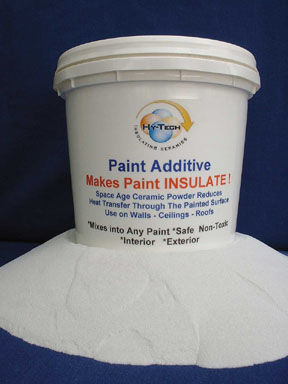 Hy-Tech
INSULATING CERAMICS
Paint Additive
Makes Paint INSULATE !
Space Age Ceramic Powder Reduces
Heat Transfer Through The Painted Surface
Use on Walls - Ceilings - Roofs
*Mixes into Any Paint *Safe Non-Toxic
*Interior *Exterior